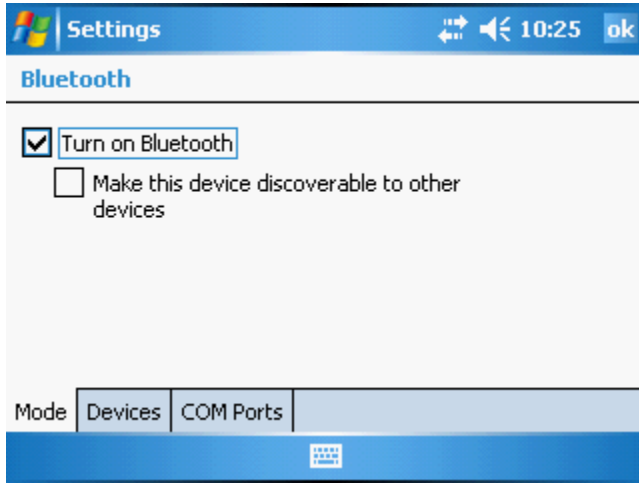 Settings 10:25 ok
Bluetooth
Turn on Bluetooth
Make this device discoverable to other
devices
Mode Devices COM Ports